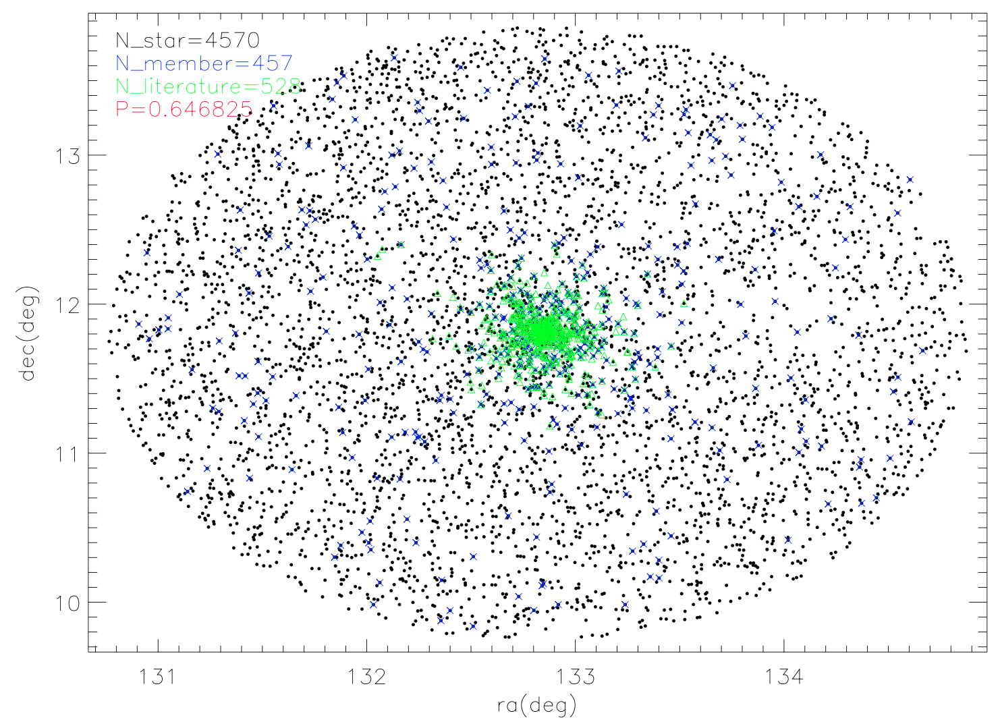 N_star=4570
N_member=457
N_literature=528
P=0.646825
13
12
11
10
dec(deg)
131
132
133
134
ra(deg)